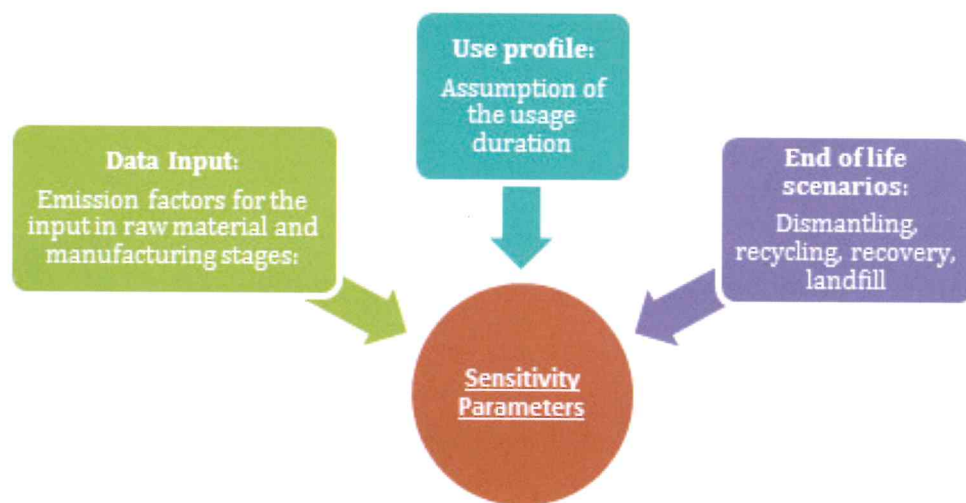 Use profile:
Assumption of
the usage
duration
Data Input:
Emission factors for the
input in raw material and
manufacturing stages:
End of life
scenarios:
Dismantling,
recycling, recovery,
landfill
Sensitivity
Parameters